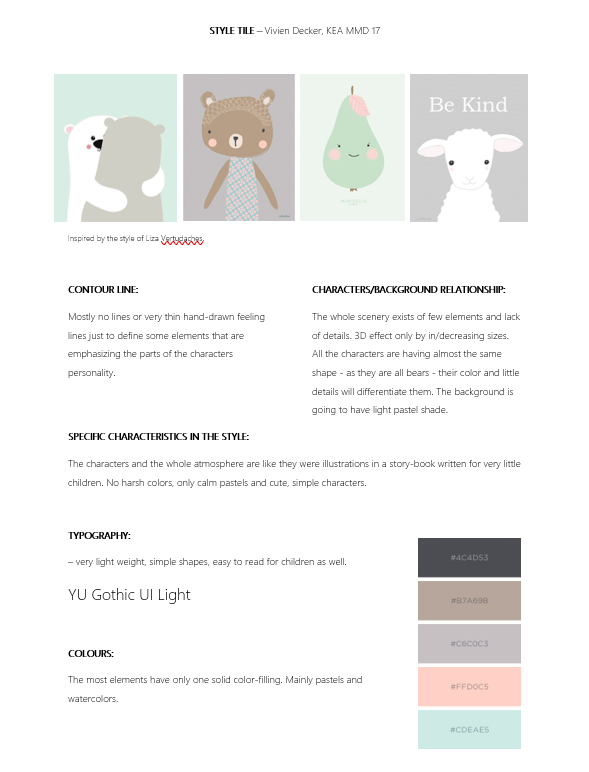 STYLE TILE – Vivien Decker, KEA MMD 17
Be Kind
Inspired by the style of Liza Vertudaches.
CONTOUR LINE:
Mostly no lines or very thin hand-drawn feeling
lines just to define some elements that are
emphasizing the parts of the characters
personality.
CHARACTERS/BACKGROUND RELATIONSHIP:
The whole scenery exists of few elements and lack
of details. 3D effect only by in/decreasing sizes.
All the characters are having almost the same
shape - as they are all bears - their color and little
details will differentiate them. The background is
going to have light pastel shade.
SPECIFIC CHARACTERISTICS IN THE STYLE:
The characters and the whole atmosphere are like they were illustrations in a story-book written for very little
children. No harsh colors, only calm pastels and cute, simple characters.
TYPOGRAPHY:
– very light weight, simple shapes, easy to read for children as well.
YU Gothic UI Light
COLOURS:
The most elements have only one solid color-filling. Mainly pastels and
watercolors.
#4C4D53
#B7A69B
#C6C0C3
#FFD0C5
#CDEAE5